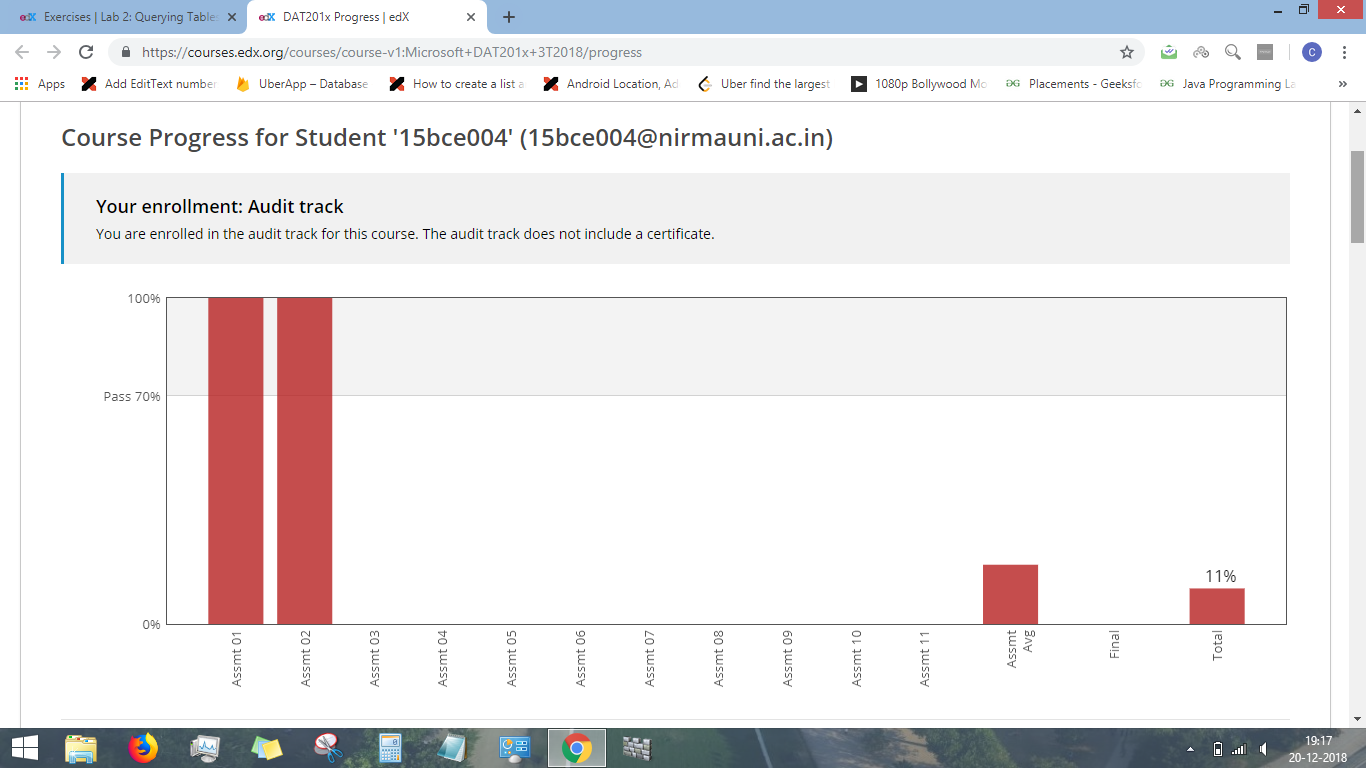 Exercises | Lab 2: Querying Tables
DAT201x Progress | edX
https://courses.edx.org/courses/course-v1:Microsoft+DAT201x+3T2018/progress
C
Apps
Add EditText number
UberApp – Database
How to create a list a
Android Location, Ad
Uber find the largest
1080p Bollywood Mo
Placements - Geeksfo
Java Programming La
»
Course Progress for Student '15bce004' (15bce004@nirmauni.ac.in)
Your enrollment: Audit track
You are enrolled in the audit track for this course. The audit track does not include a certificate.
100%
Pass 70%
0%
11%
Assmt 01
Assmt 02
Assmt 03
Assmt 04
Assmt 05
Assmt 06
Assmt 07
Assmt 08
Assmt 09
Assmt 10
Assmt 11
Assmt
Avg
Final
Total
19:17
20-12-2018